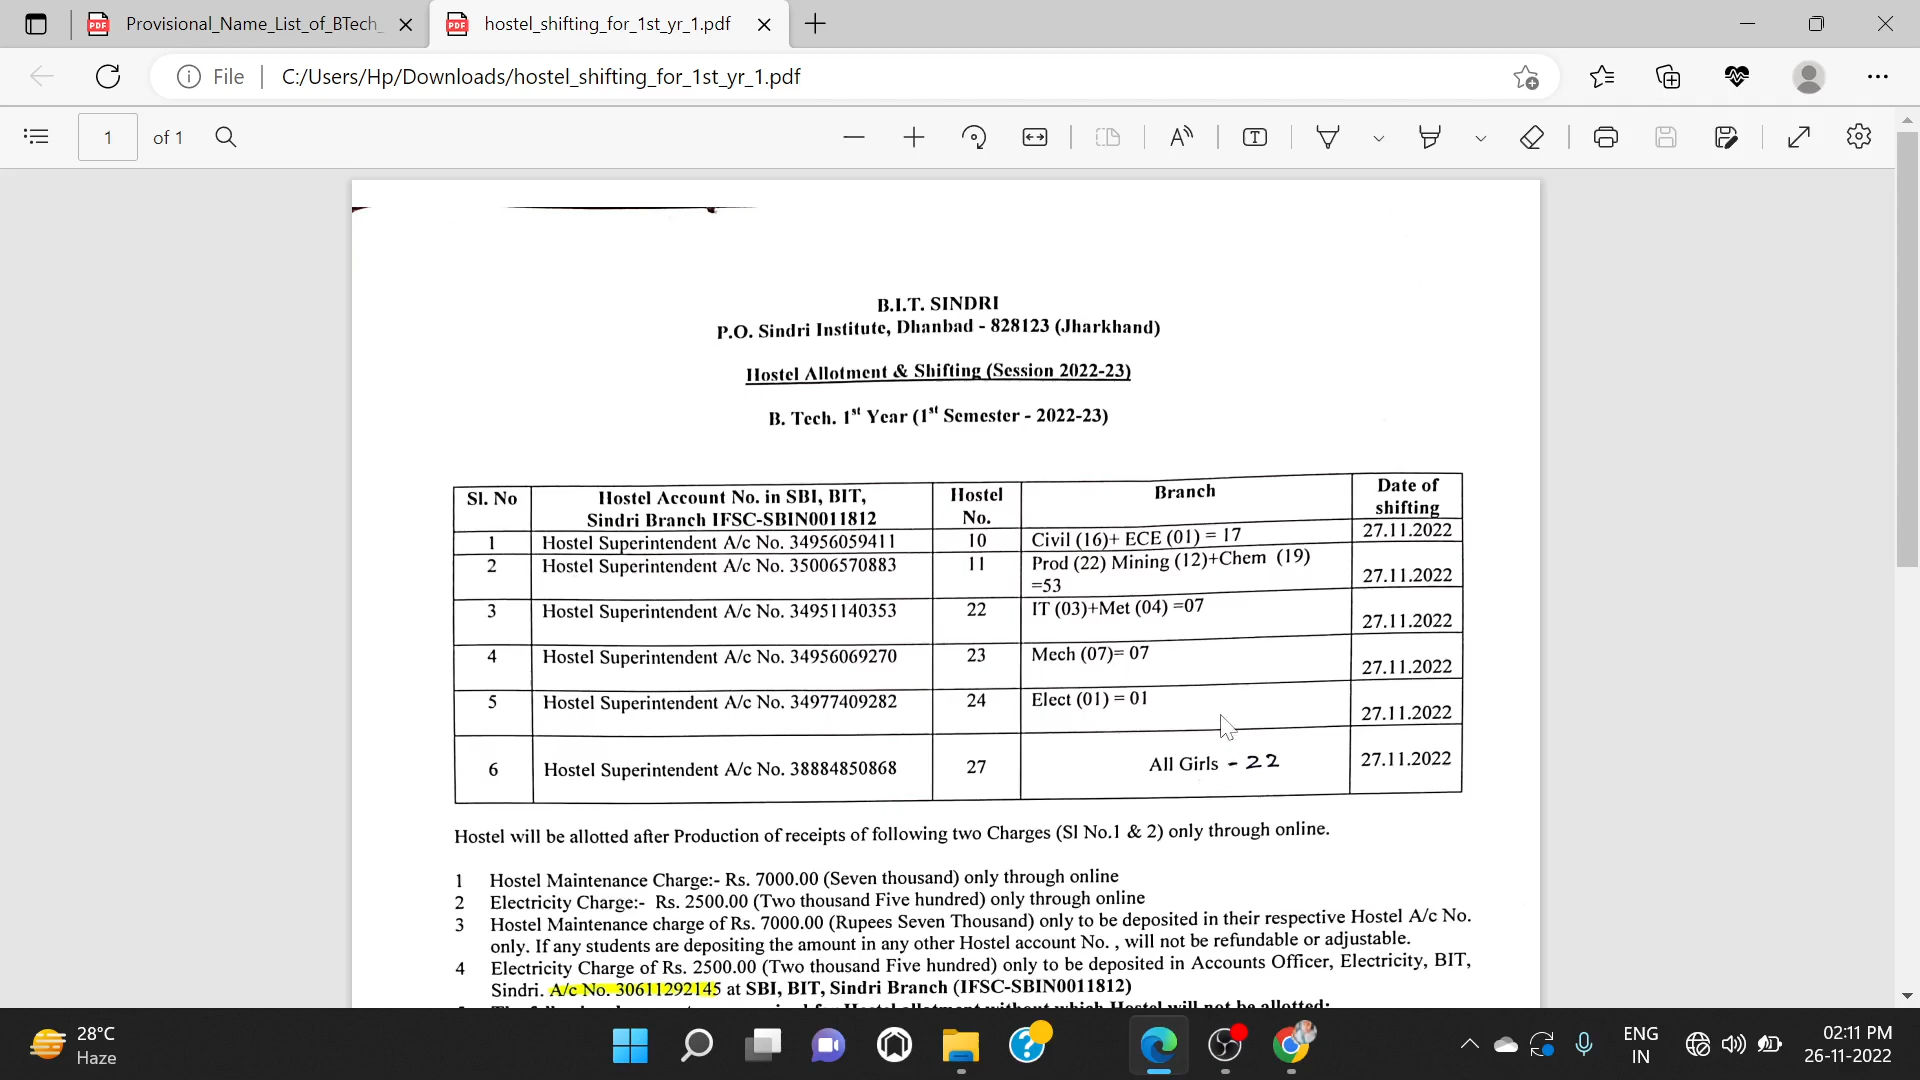 Provisional_Name_List_of_BTech_
hostel_shifting_for_1st_yr_1.pdf
File
C:/Users/Hp/Downloads/hostel_shifting_for_1st_yr_1.pdf
1 of 1
B.I.T. SINDRI
P.O. Sindri Institute, Dhanbad - 828123 (Jharkhand)
Hostel Allotment & Shifting (Session 2022-23)
B. Tech. 1st Year (1st Semester - 2022-23)
Sl. No Hostel Account No. in SBI, BIT, Sindri Branch IFSC-SBIN0011812 Hostel No. Branch Date of shifting
1 Hostel Superintendent A/c No. 34956059411 10 Civil (16)+ ECE (01) = 17 27.11.2022
2 Hostel Superintendent A/c No. 35006570883 11 Prod (22) Mining (12)+Chem (19) =53 27.11.2022
3 Hostel Superintendent A/c No. 34951140353 22 IT (03)+Met (04) =07 27.11.2022
4 Hostel Superintendent A/c No. 34956069270 23 Mech (07)= 07 27.11.2022
5 Hostel Superintendent A/c No. 34977409282 24 Elect (01) = 01 27.11.2022
6 Hostel Superintendent A/c No. 38884850868 27 All Girls - 22 27.11.2022
Hostel will be allotted after Production of receipts of following two Charges (Sl No.1 & 2) only through online.
1 Hostel Maintenance Charge:- Rs. 7000.00 (Seven thousand) only through online
2 Electricity Charge:- Rs. 2500.00 (Two thousand Five hundred) only through online
3 Hostel Maintenance charge of Rs. 7000.00 (Rupees Seven Thousand) only to be deposited in their respective Hostel A/c No.
only. If any students are depositing the amount in any other Hostel account No. , will not be refundable or adjustable.
4 Electricity Charge of Rs. 2500.00 (Two thousand Five hundred) only to be deposited in Accounts Officer, Electricity, BIT,
Sindri. A/c No. 30611292145 at SBI, BIT, Sindri Branch (IFSC-SBIN0011812)
28°C
Haze
ENG
IN
02:11 PM
26-11-2022